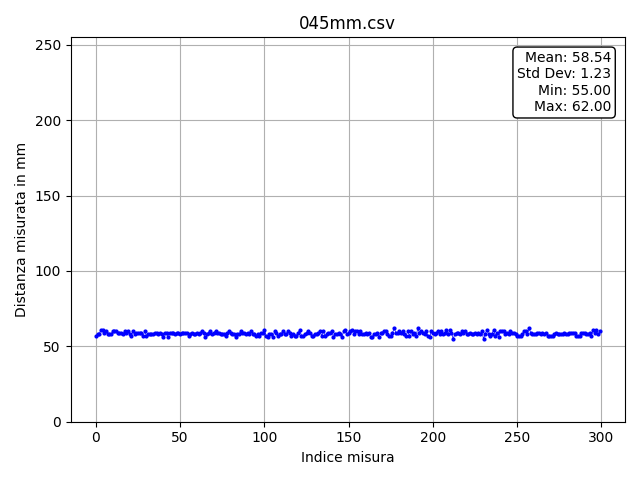 045mm.csv
Mean: 58.54
Std Dev: 1.23
Min: 55.00
Max: 62.00
Distanza misurata in mm
250
200
150
100
50
0
0 50 100 150 200 250 300
Indice misura